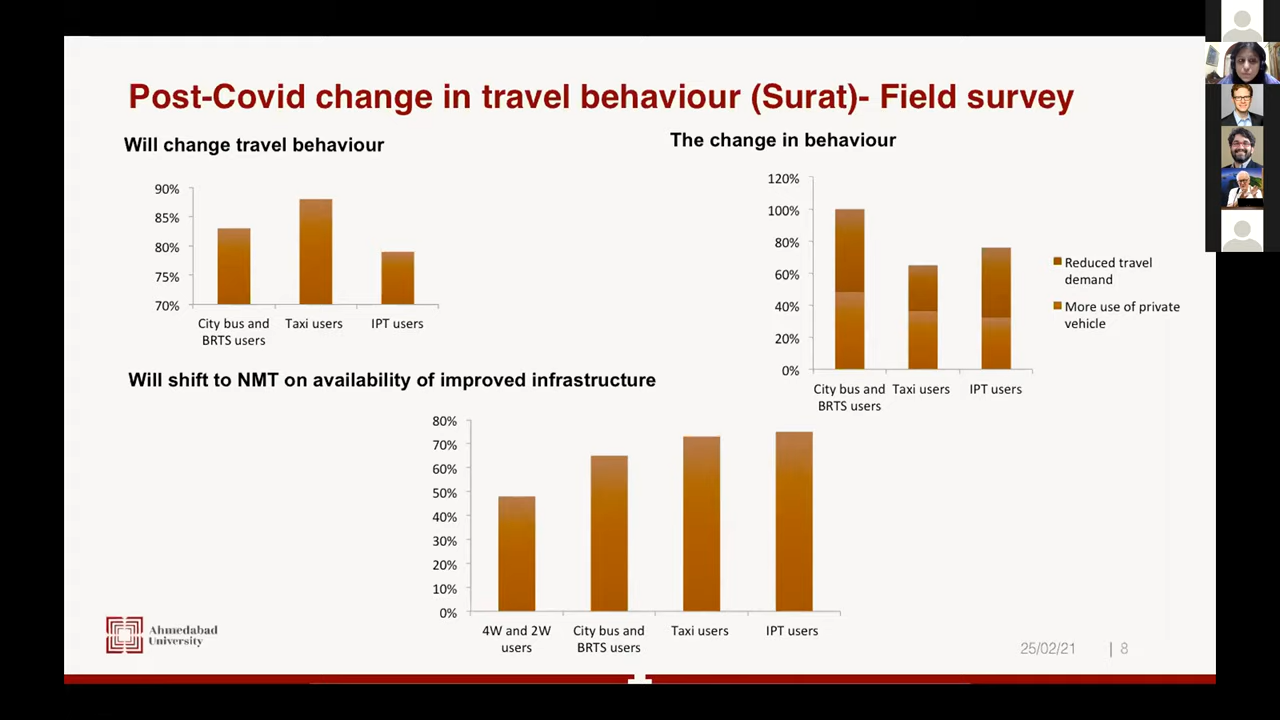 Post-Covid change in travel behaviour (Surat)- Field survey
Will change travel behaviour
90%
85%
80%
75%
70%
City bus and
BRTS users
Taxi users
IPT users
The change in behaviour
120%
100%
80%
60%
40%
20%
0%
City bus and
BRTS users
Taxi users
IPT users
Reduced travel
demand
More use of private
vehicle
Will shift to NMT on availability of improved infrastructure
80%
70%
60%
50%
40%
30%
20%
10%
0%
4W and 2W
users
City bus and
BRTS users
Taxi users
IPT users
Ahmedabad
University
25/02/21 | 8